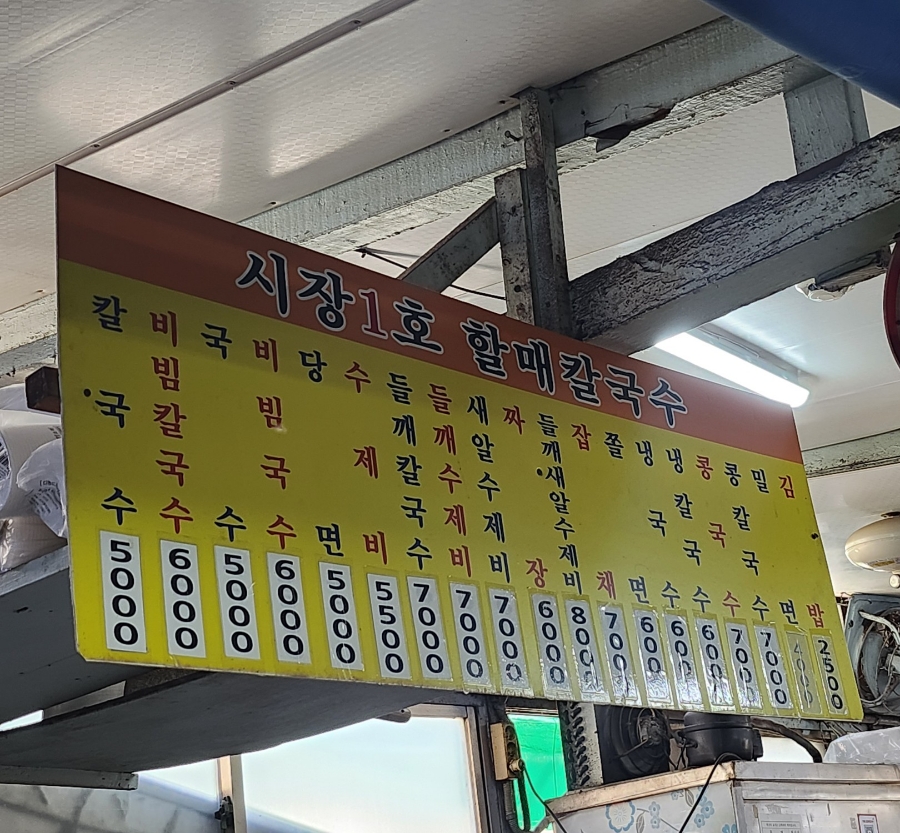 시장1호 할매칼국수
칼국수 5000
비빔칼국수 6000
국수 5000
비빔국수 6000
당면 5000
수제비 5500
들깨칼국수 7000
들깨수제비 7000
새알수제비 7000
짜장 6000
들깨새알수제비 8000
잡채 7000
쫄면 6000
냉국수 6000
냉칼국수 6000
콩국수 7000
콩칼국수 7000
밀면
김밥 2500